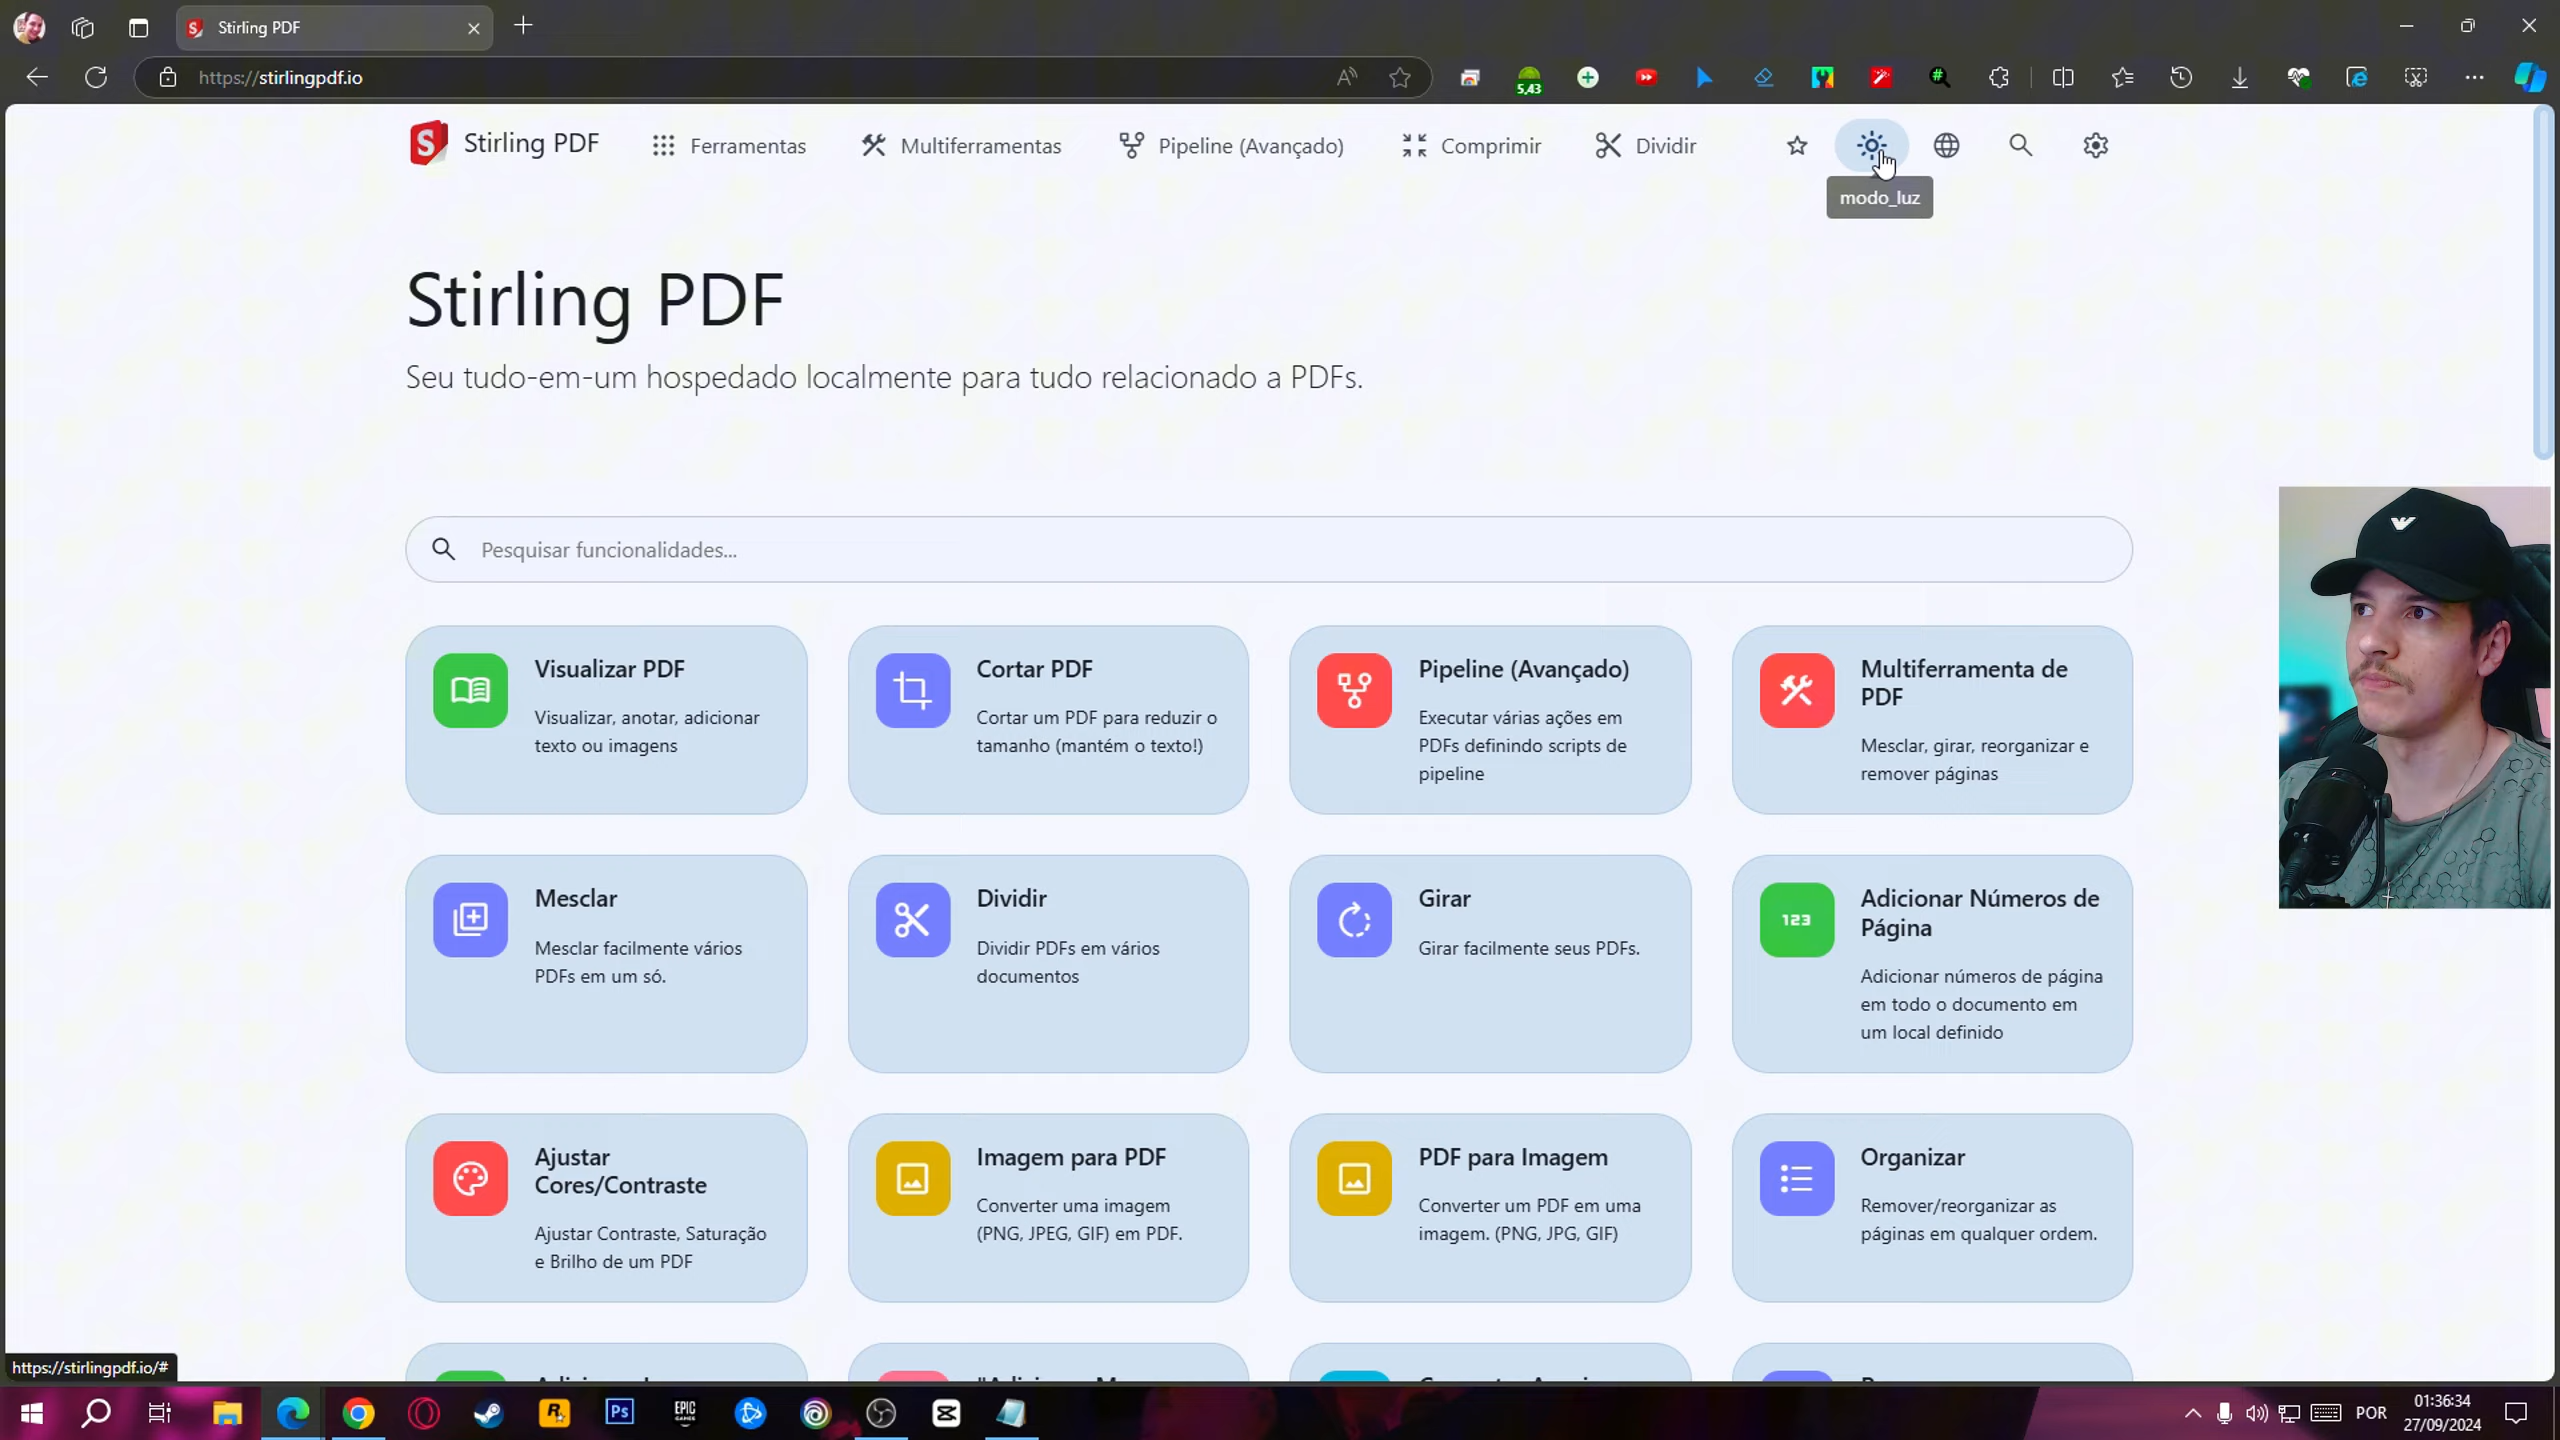 Stirling PDF
https://stirlingpdf.io
5,43
Stirling PDF
Ferramentas
Multiferramentas
Pipeline (Avançado)
Comprimir
Dividir
modo_luz
Stirling PDF
Seu tudo-em-um hospedado localmente para tudo relacionado a PDFs.
Pesquisar funcionalidades...
Visualizar PDF
Visualizar, anotar, adicionar
texto ou imagens
Cortar PDF
Cortar um PDF para reduzir o
tamanho (mantém o texto!)
Pipeline (Avançado)
Executar várias ações em
PDFs definindo scripts de
pipeline
Multiferramenta de
PDF
Mesclar, girar, reorganizar e
remover páginas
Mesclar
Mesclar facilmente vários
PDFs em um só.
Dividir
Dividir PDFs em vários
documentos
Girar
Girar facilmente seus PDFs.
123
Adicionar Números de
Página
Adicionar números de página
em todo o documento em
um local definido
Ajustar
Cores/Contraste
Ajustar Contraste, Saturação
e Brilho de um PDF
Imagem para PDF
Converter uma imagem
(PNG, JPEG, GIF) em PDF.
PDF para Imagem
Converter um PDF em uma
imagem. (PNG, JPG, GIF)
Organizar
Remover/reorganizar as
páginas em qualquer ordem.
https://stirlingpdf.io/#
Ps
EPIC
GAMES
POR
01:36:34
27/09/2024